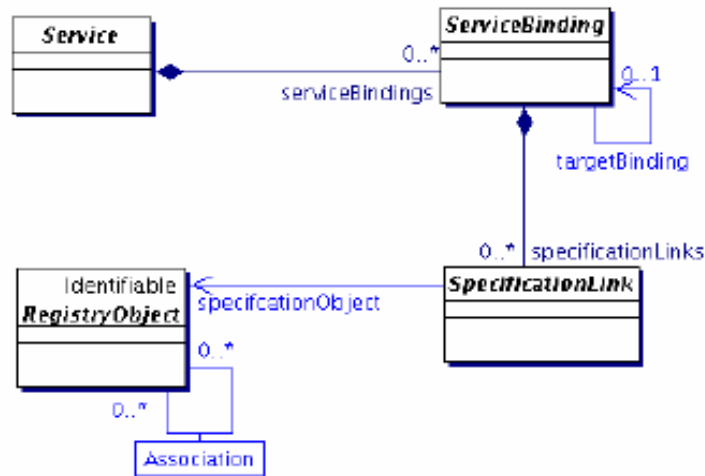 Service
ServiceBinding
0..*
serviceBindings
0..1
targetBinding
0..*
specificationLinks
Identifiable
RegistryObject
specifcationObject
SpecificationLink
0..*
0..*
Association